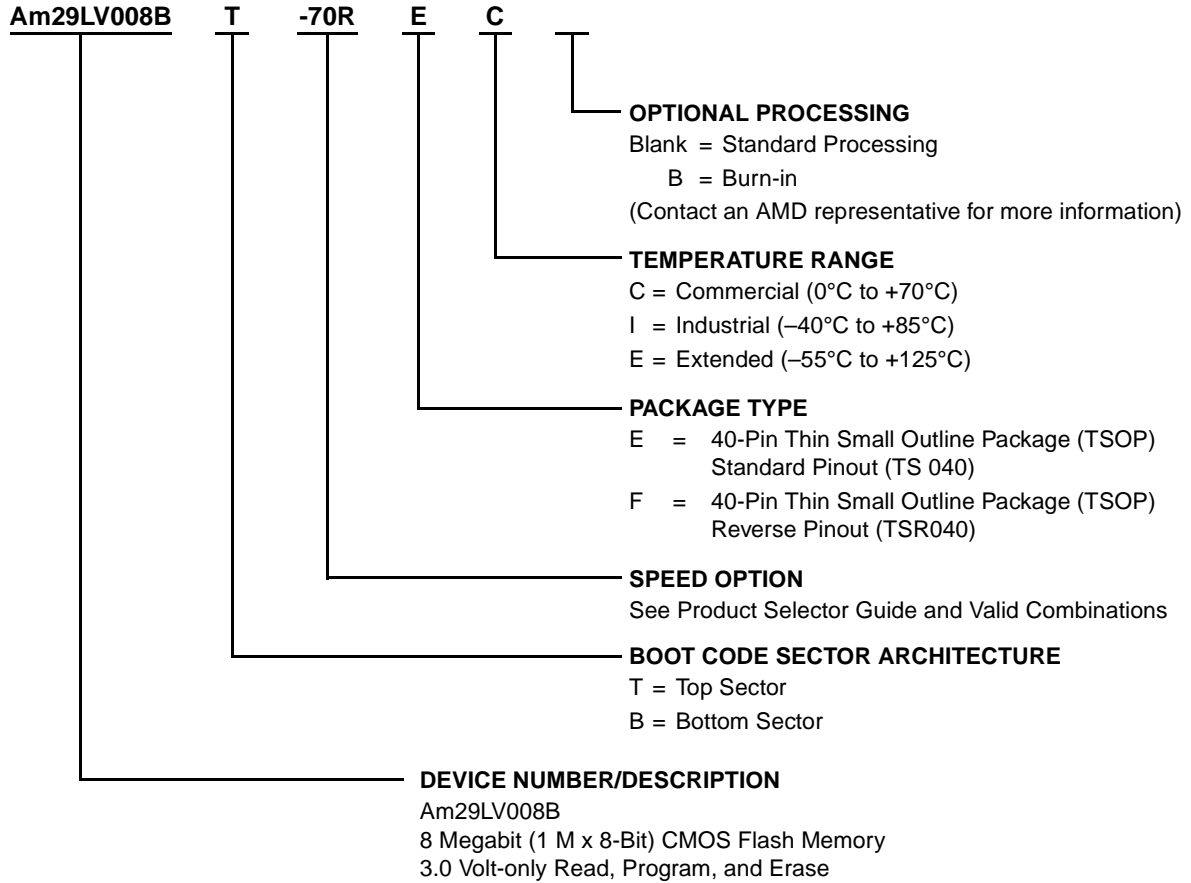 Am29LV008B T -70R E C
OPTIONAL PROCESSING
Blank = Standard Processing
B = Burn-in
(Contact an AMD representative for more information)
TEMPERATURE RANGE
C = Commercial (0°C to +70°C)
I = Industrial (–40°C to +85°C)
E = Extended (–55°C to +125°C)
PACKAGE TYPE
E = 40-Pin Thin Small Outline Package (TSOP)
Standard Pinout (TS 040)
F = 40-Pin Thin Small Outline Package (TSOP)
Reverse Pinout (TSR040)
SPEED OPTION
See Product Selector Guide and Valid Combinations
BOOT CODE SECTOR ARCHITECTURE
T = Top Sector
B = Bottom Sector
DEVICE NUMBER/DESCRIPTION
Am29LV008B
8 Megabit (1 M x 8-Bit) CMOS Flash Memory
3.0 Volt-only Read, Program, and Erase